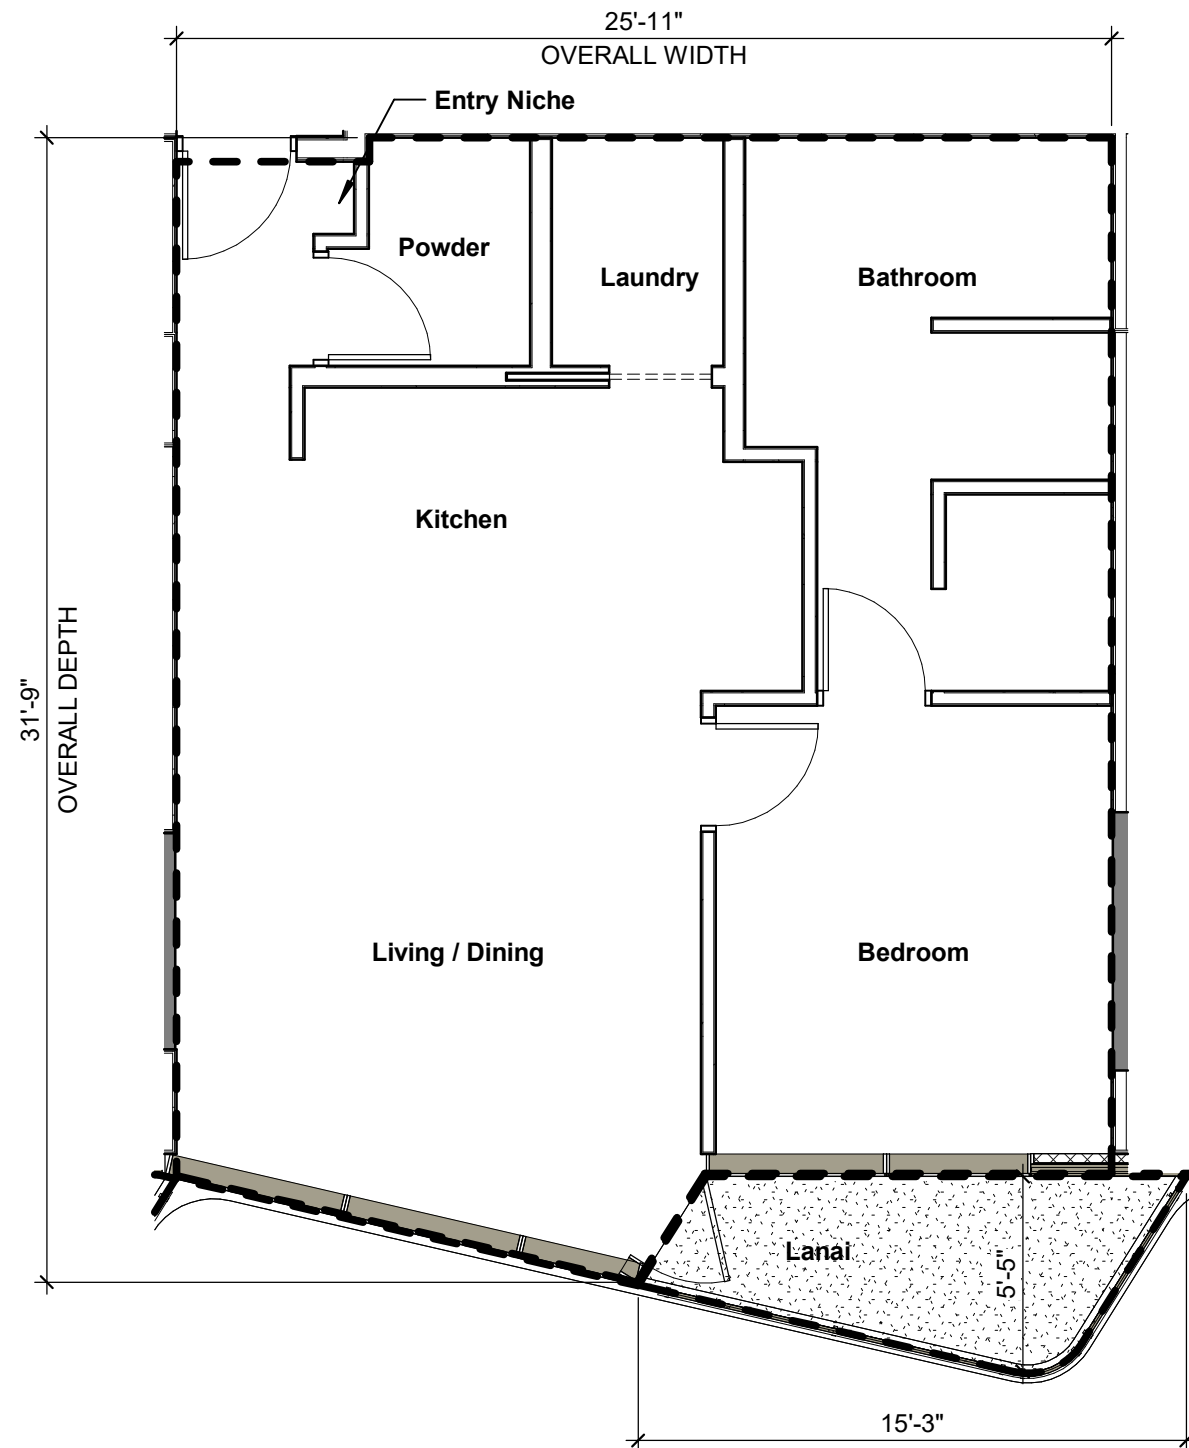 25'-11"
OVERALL WIDTH
Entry Niche
Powder
Laundry
Bathroom
Kitchen
31'-9"
OVERALL DEPTH
Living / Dining
Bedroom
Lanai
5'-5"
15'-3"